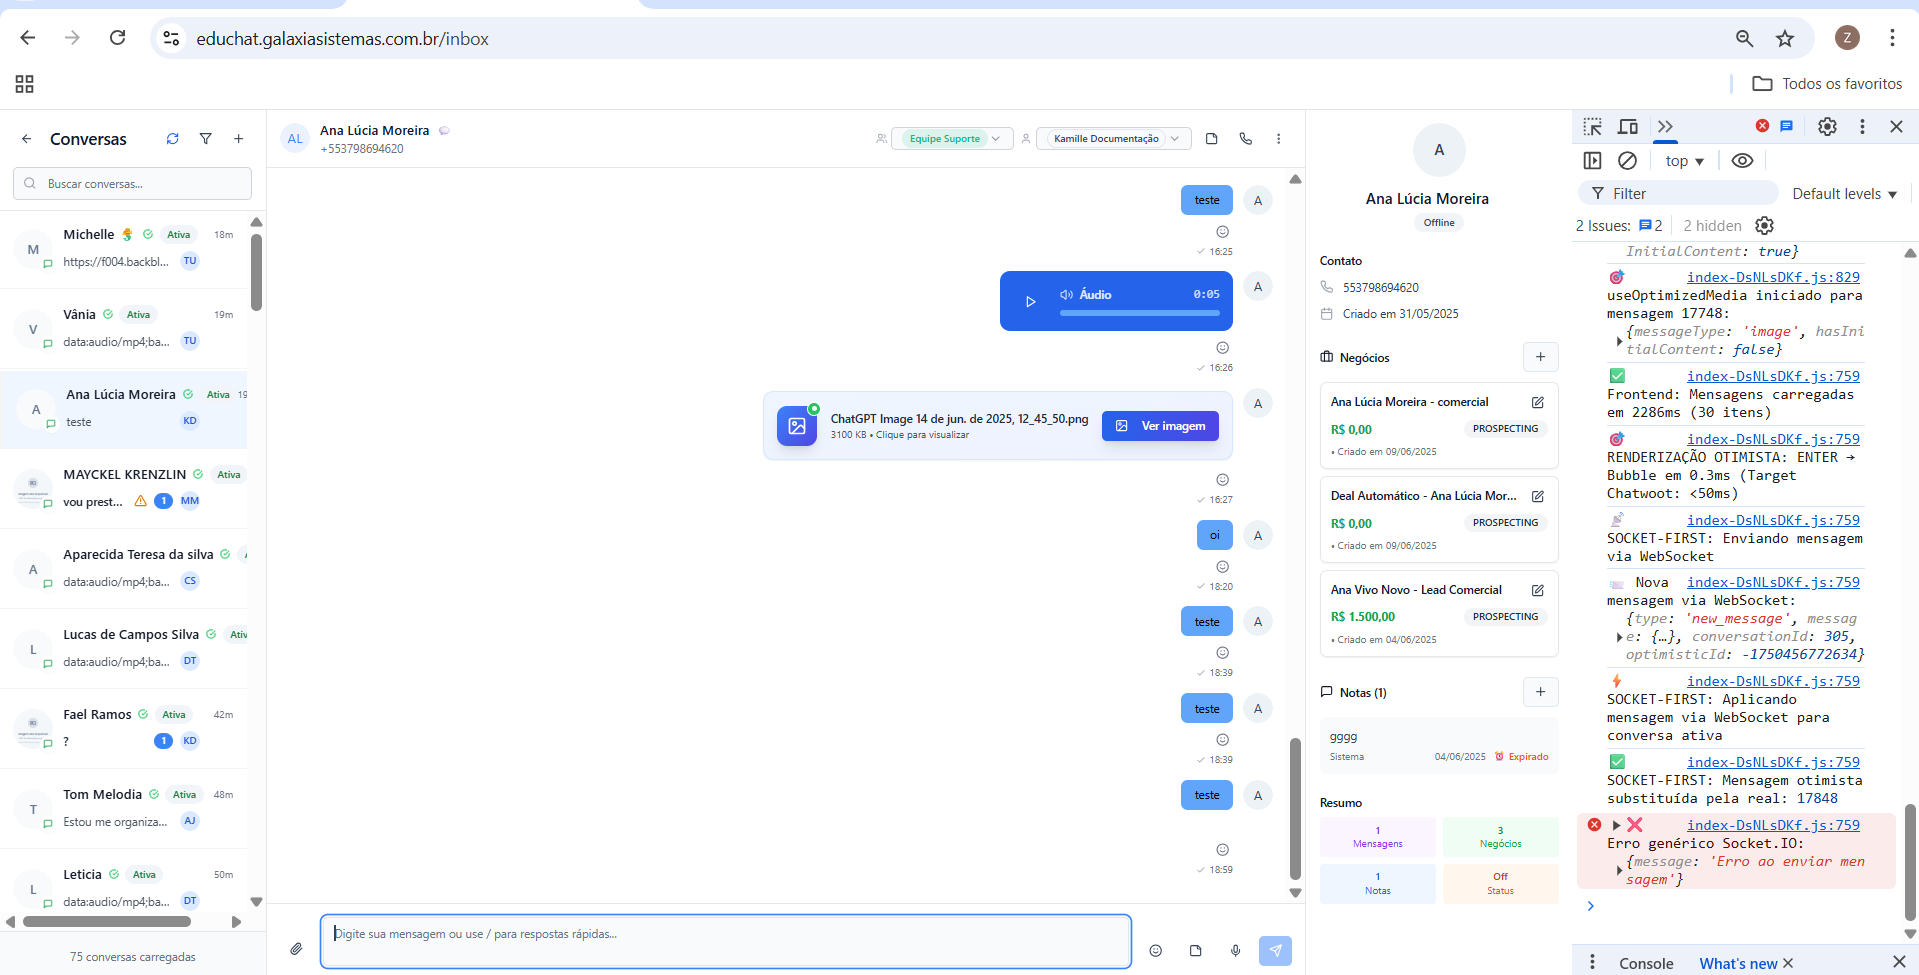 educhat.galaxiasistemas.com.br/inbox
Z
Todos os favoritos
Conversas
Buscar conversas...
M
Michelle
Ativa
18m
https://f004.backbl...
TU
V
Vânia
Ativa
19m
data:audio/mp4;ba...
TU
A
Ana Lúcia Moreira
Ativa
19
teste
KD
MAYCKEL KRENZLIN
Ativa
vou prest...
1
MM
A
Aparecida Teresa da silva
data:audio/mp4;ba...
CS
L
Lucas de Campos Silva
Ativ
data:audio/mp4;ba...
DT
Fael Ramos
Ativa
42m
?
1
KD
T
Tom Melodia
Ativa
48m
Estou me organiza...
AJ
L
Leticia
Ativa
50m
data:audio/mp4;ba...
DT
75 conversas carregadas
AL
Ana Lúcia Moreira
+553798694620
Equipe Suporte
Kamille Documentação
teste
A
16:25
Áudio
0:05
A
16:26
ChatGPT Image 14 de jun. de 2025, 12_45_50.png
3100 KB • Clique para visualizar
Ver imagem
A
16:27
oi
A
18:20
teste
A
18:39
teste
A
18:39
teste
A
18:59
Digite sua mensagem ou use / para respostas rápidas...
A
Ana Lúcia Moreira
Offline
Contato
553798694620
Criado em 31/05/2025
Negócios
Ana Lúcia Moreira - comercial
R$ 0,00
PROSPECTING
• Criado em 09/06/2025
Deal Automático - Ana Lúcia Mor...
R$ 0,00
PROSPECTING
• Criado em 09/06/2025
Ana Vivo Novo - Lead Comercial
R$ 1.500,00
PROSPECTING
• Criado em 04/06/2025
Notas (1)
gggg
Sistema
04/06/2025
Expirado
Resumo
1
Mensagens
3
Negócios
1
Notas
Off
Status
top
Filter
Default levels
2 Issues:
2
2 hidden
InitialContent: true}
index-DsNLsDKf.js:829
useOptimizedMedia iniciado para
mensagem 17748:
{messageType: 'image', hasIni
tialContent: false}
index-DsNLsDKf.js:759
Frontend: Mensagens carregadas
em 2286ms (30 itens)
index-DsNLsDKf.js:759
RENDERIZAÇÃO OTIMISTA: ENTER →
Bubble em 0.3ms (Target
Chatwoot: <50ms)
index-DsNLsDKf.js:759
SOCKET-FIRST: Enviando mensagem
via WebSocket
Nova
index-DsNLsDKf.js:759
mensagem via WebSocket:
{type: 'new_message', messag
e: {…}, conversationId: 305,
optimisticId: -1750456772634}
index-DsNLsDKf.js:759
SOCKET-FIRST: Aplicando
mensagem via WebSocket para
conversa ativa
index-DsNLsDKf.js:759
SOCKET-FIRST: Mensagem otimista
substituída pela real: 17848
index-DsNLsDKf.js:759
Erro genérico Socket.IO:
{message: 'Erro ao enviar men
sagem'}
Console
What's new